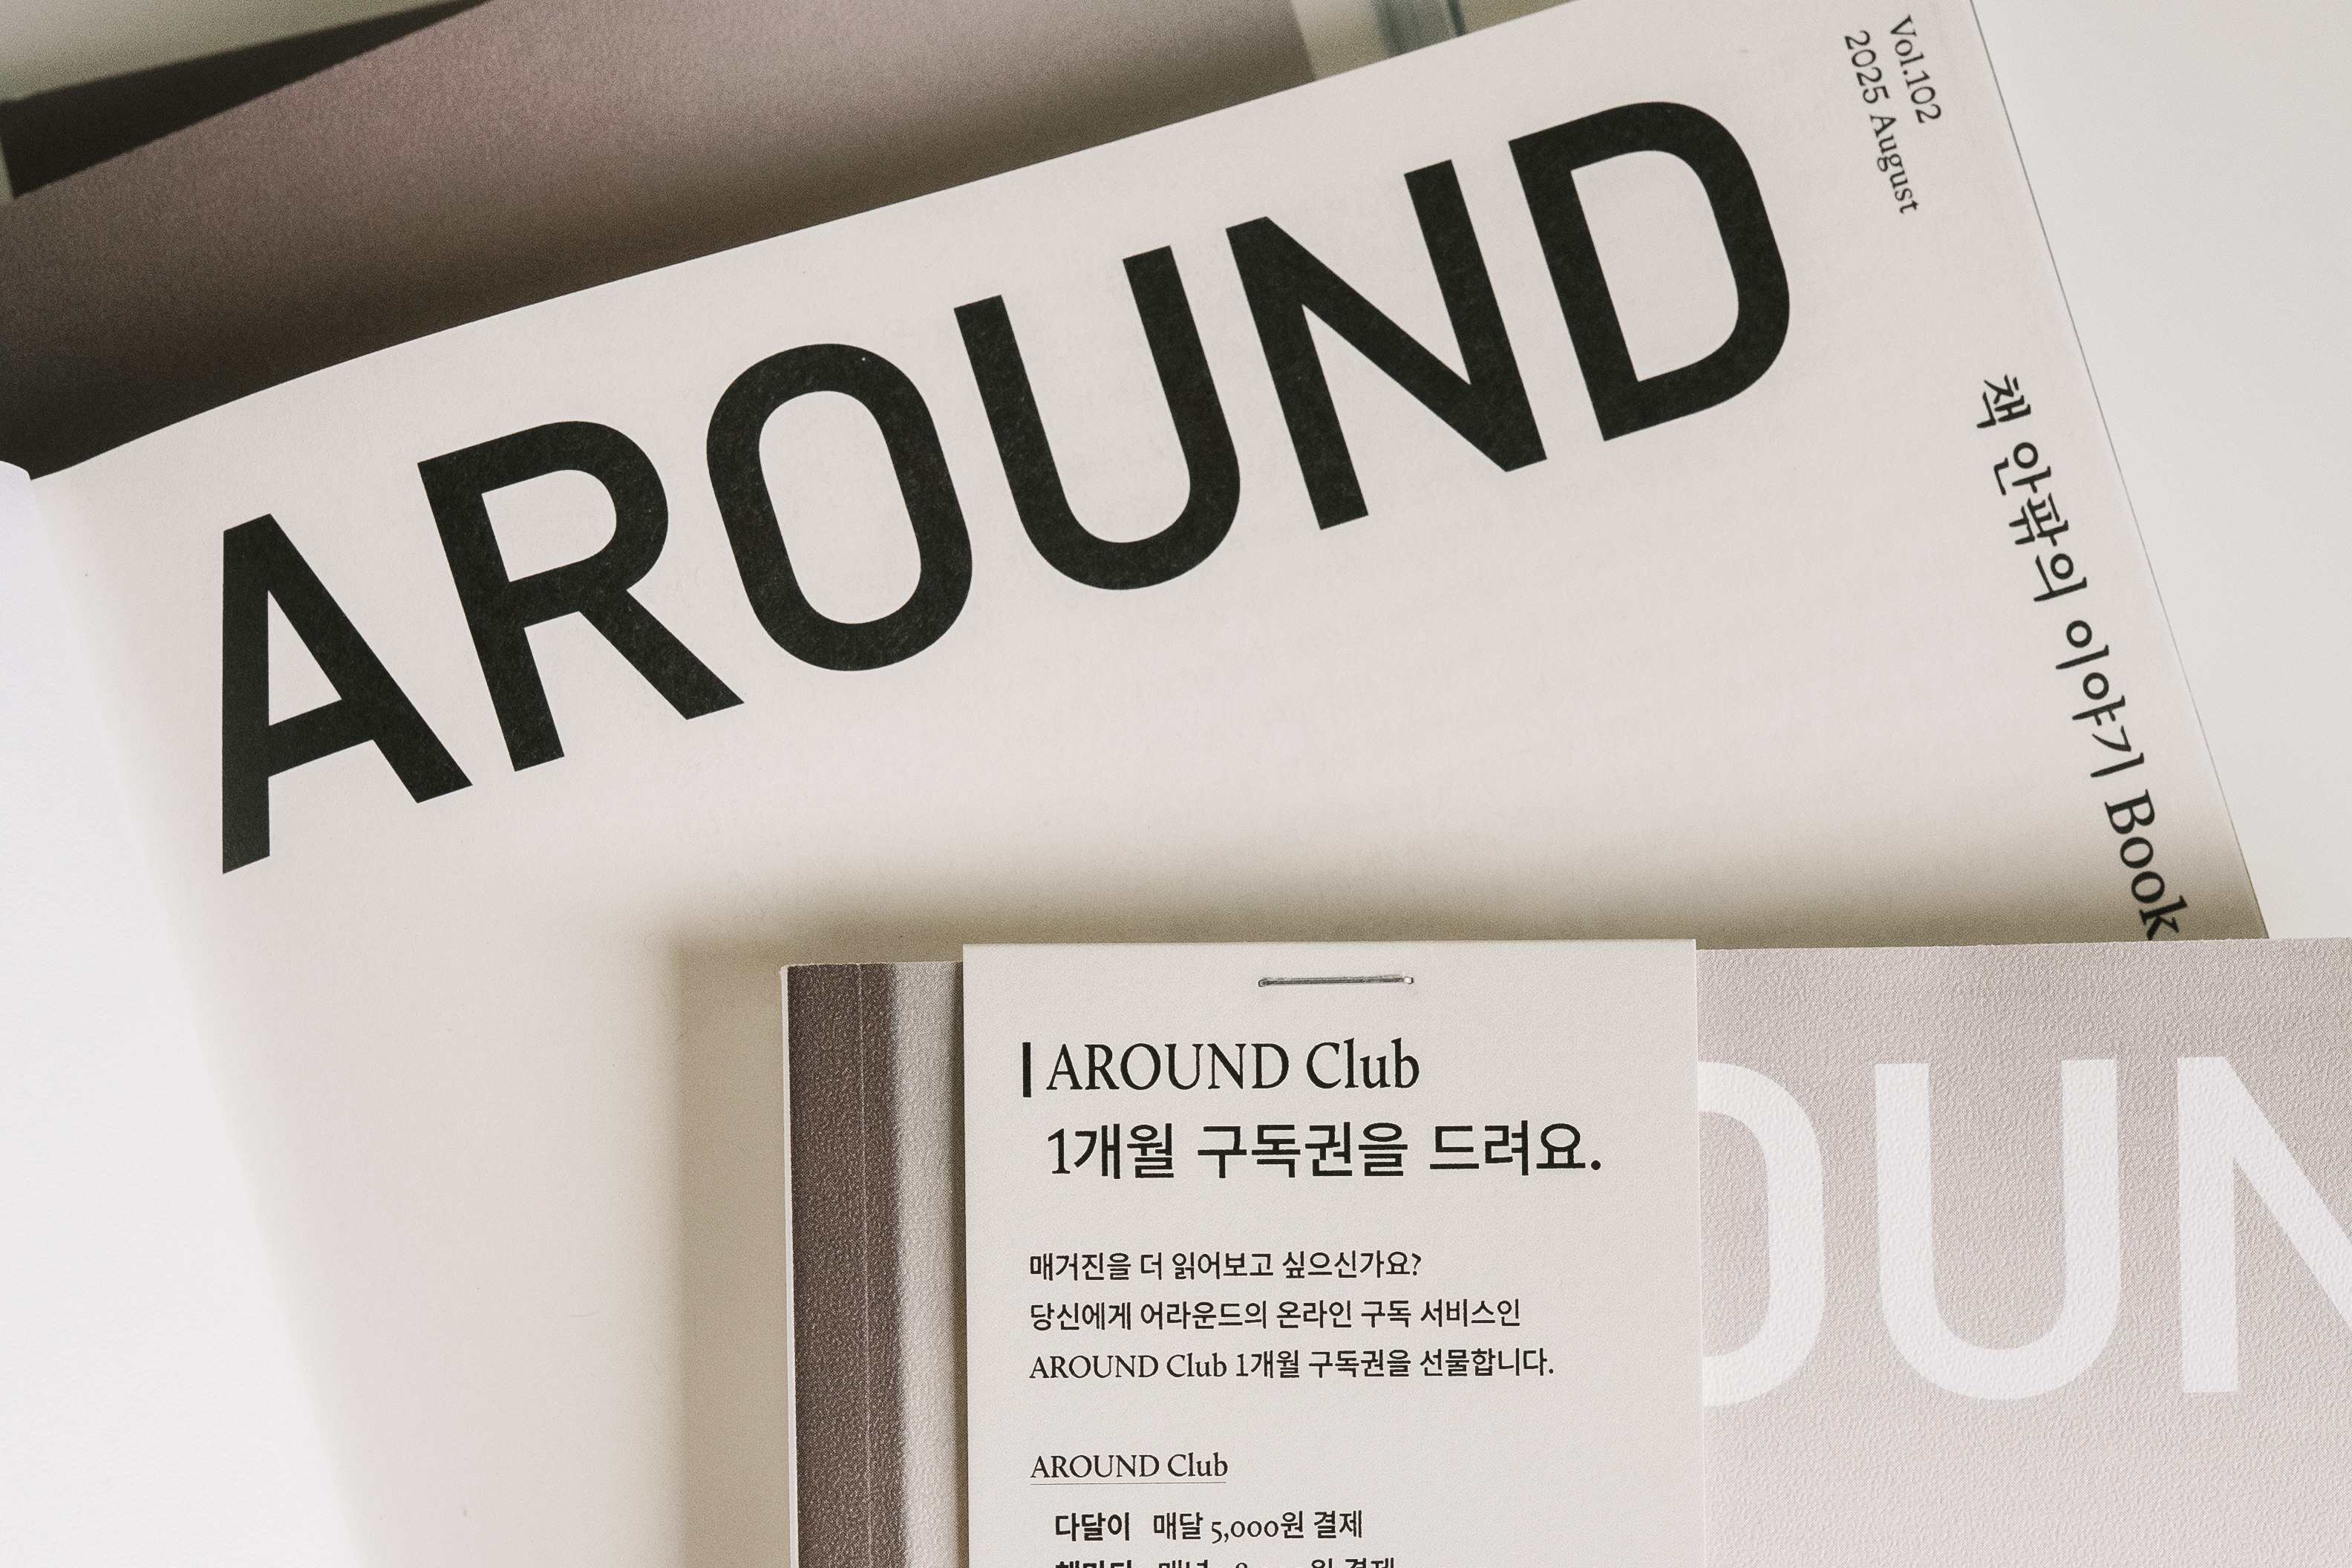 AROUND
Vol.102
2025 August
책 안팎의 이야기 Book
AROUND Club
1개월 구독권을 드려요.
매거진을 더 읽어보고 싶으신가요?
당신에게 어라운드의 온라인 구독 서비스인
AROUND Club 1개월 구독권을 선물합니다.
AROUND Club
다달이 매달 5,000원 결제
OUN